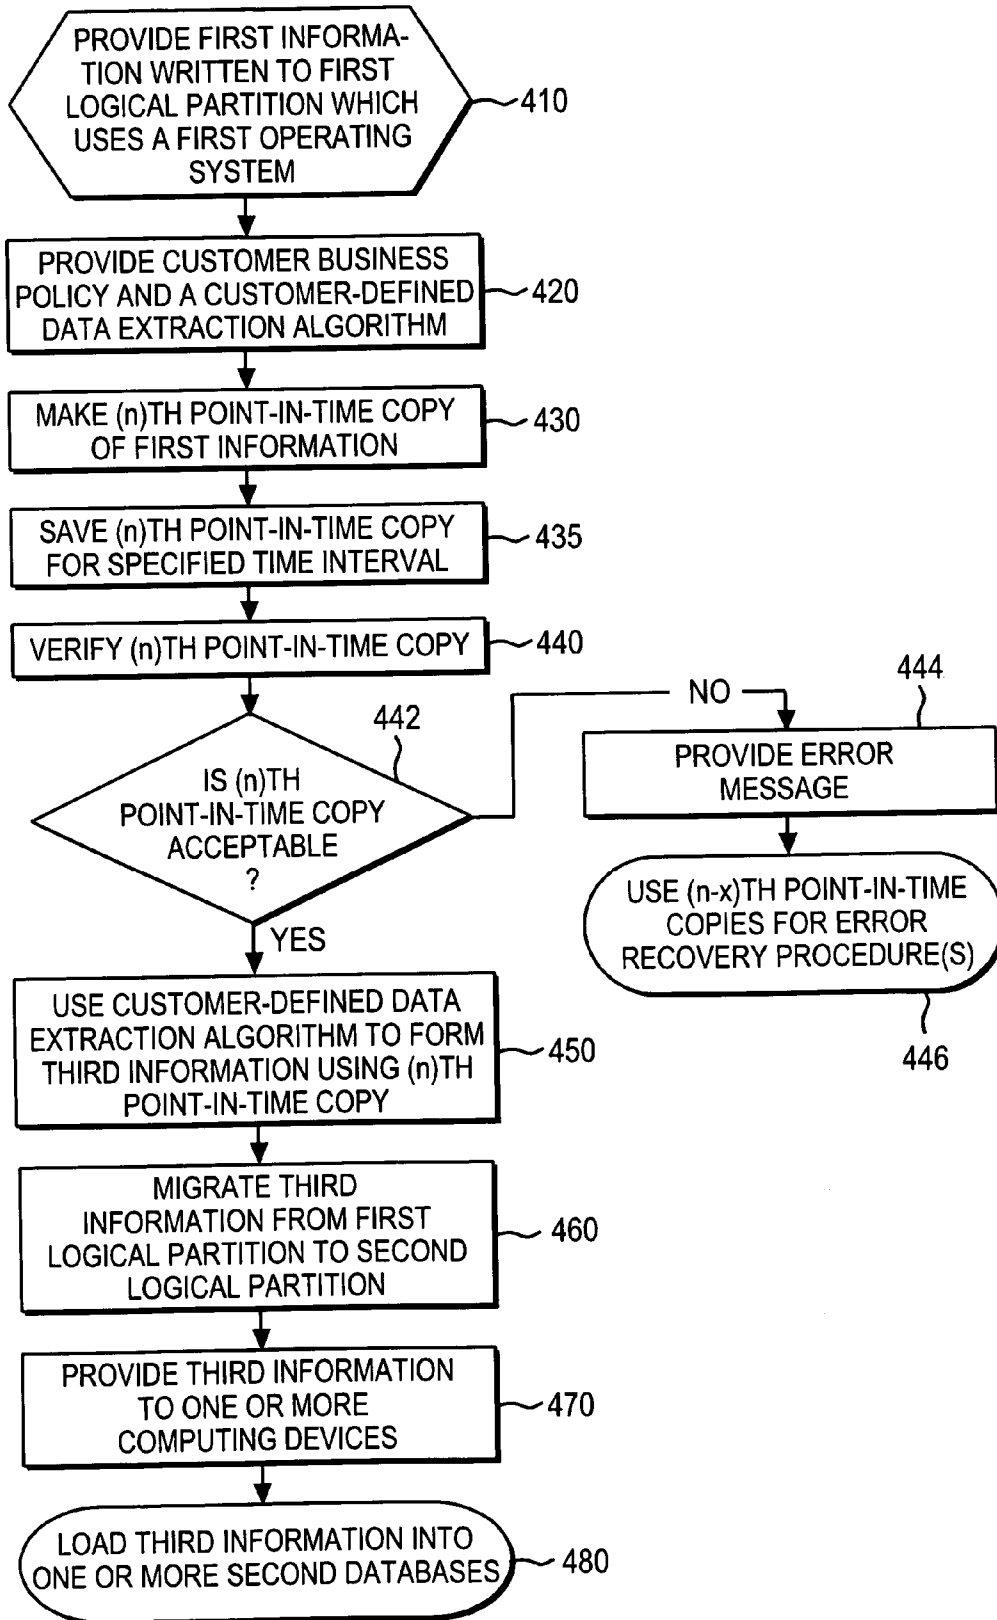 PROVIDE FIRST INFORMA-
TION WRITTEN TO FIRST
LOGICAL PARTITION WHICH
USES A FIRST OPERATING
SYSTEM
410
PROVIDE CUSTOMER BUSINESS
POLICY AND A CUSTOMER-DEFINED
DATA EXTRACTION ALGORITHM
420
MAKE (n)TH POINT-IN-TIME COPY
OF FIRST INFORMATION
430
SAVE (n)TH POINT-IN-TIME COPY
FOR SPECIFIED TIME INTERVAL
435
VERIFY (n)TH POINT-IN-TIME COPY
440
442
IS (n)TH
POINT-IN-TIME COPY
ACCEPTABLE
?
NO
444
PROVIDE ERROR
MESSAGE
USE (n-x)TH POINT-IN-TIME
COPIES FOR ERROR
RECOVERY PROCEDURE(S)
446
YES
USE CUSTOMER-DEFINED DATA
EXTRACTION ALGORITHM TO FORM
THIRD INFORMATION USING (n)TH
POINT-IN-TIME COPY
450
MIGRATE THIRD
INFORMATION FROM FIRST
LOGICAL PARTITION TO SECOND
LOGICAL PARTITION
460
PROVIDE THIRD INFORMATION
TO ONE OR MORE
COMPUTING DEVICES
470
LOAD THIRD INFORMATION INTO
ONE OR MORE SECOND DATABASES
480